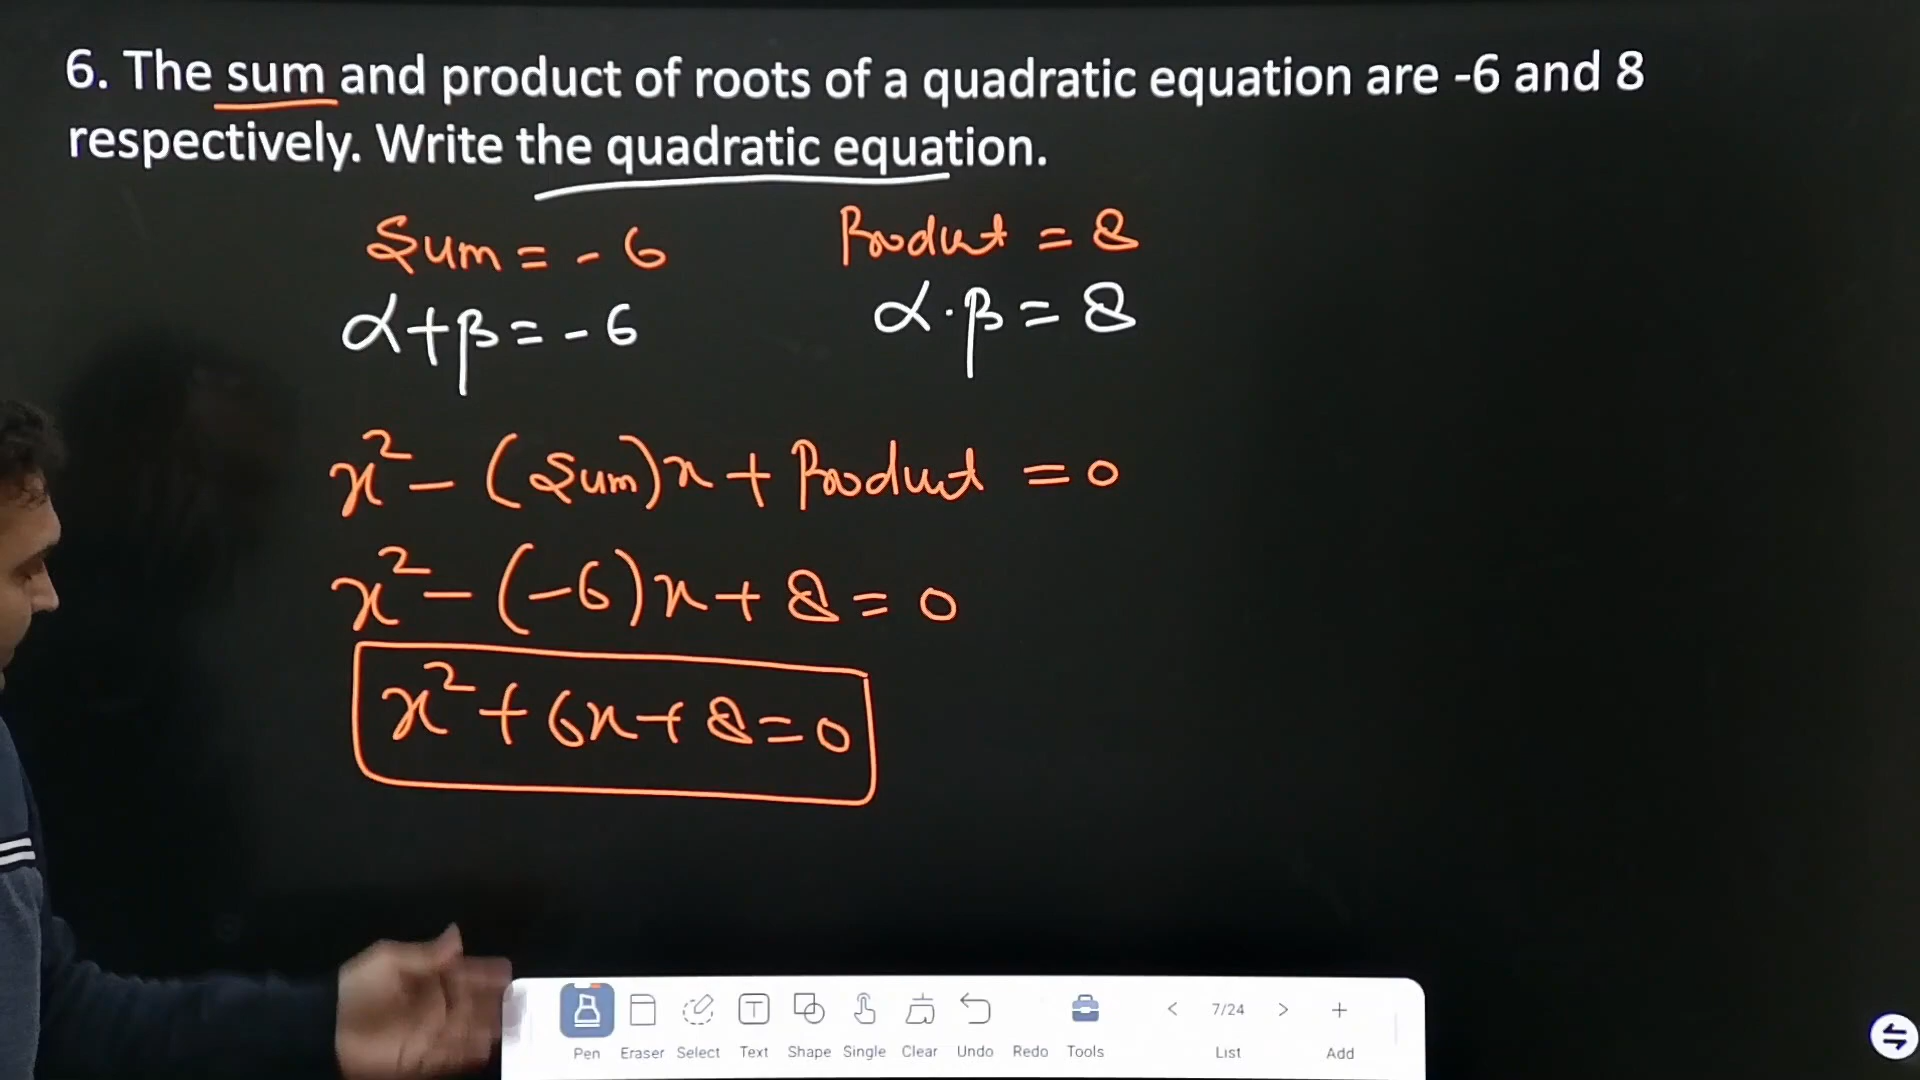 6. The sum and product of roots of a quadratic equation are -6 and 8
respectively. Write the quadratic equation.
Sum = - 6 Product = 8
α+β = - 6 α·β = 8
x² - (Sum)x + Product = 0
x² - (-6)x + 8 = 0
x² + 6x + 8 = 0
Pen Eraser Select Text Shape Single Clear Undo Redo Tools < 7/24 > +
List Add